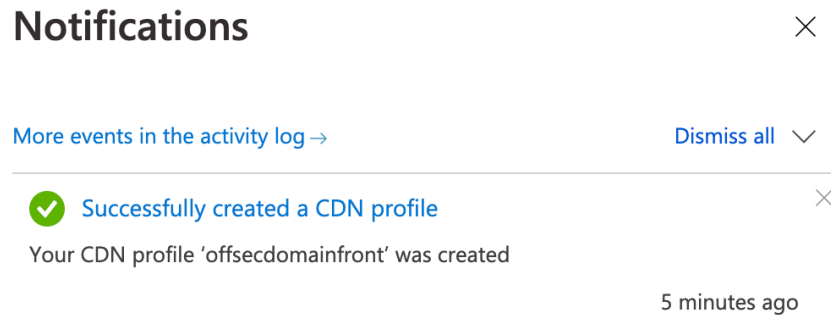 Notifications
More events in the activity log →
Dismiss all
Successfully created a CDN profile
Your CDN profile ‘offsecdomainfront’ was created
5 minutes ago